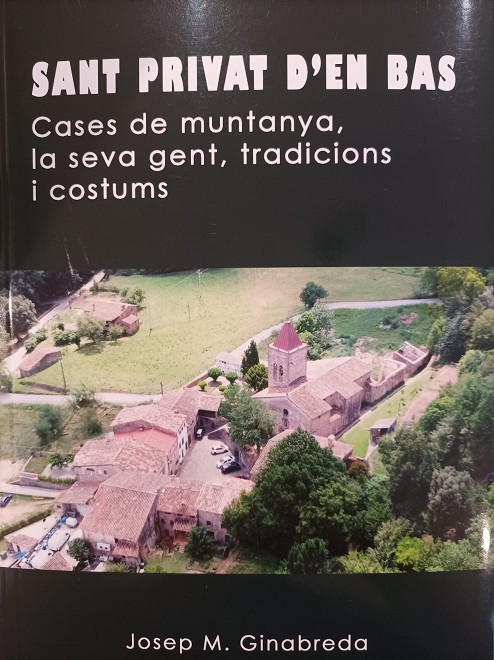 SANT PRIVAT D'EN BAS
Cases de muntanya,
la seva gent, tradicions
i costums
Josep M. Ginabreda